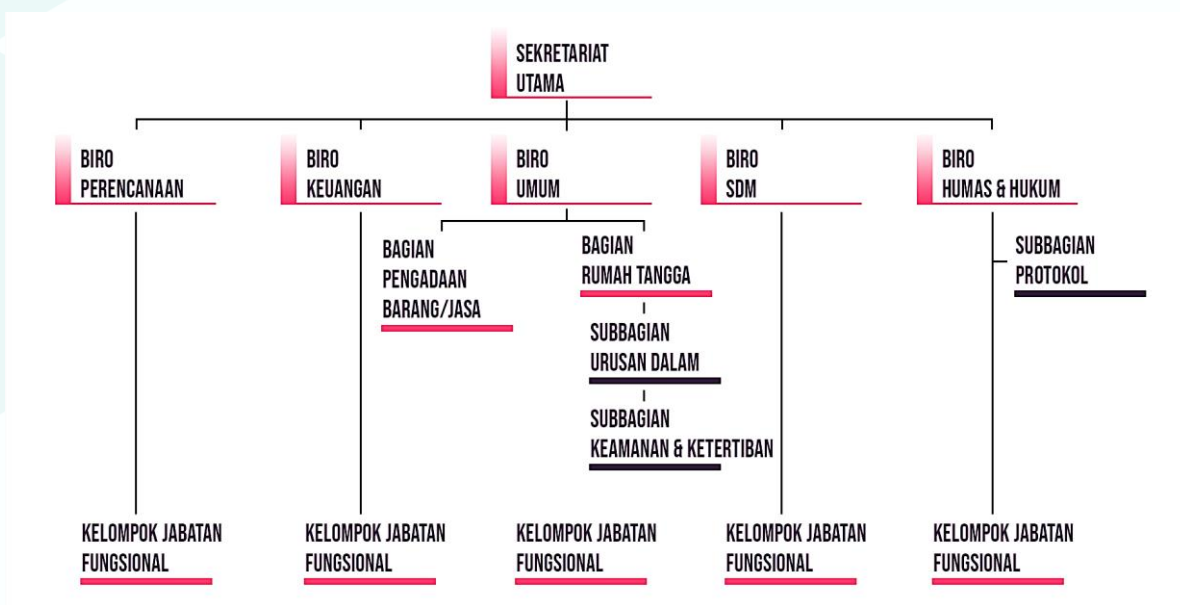 SEKRETARIAT
UTAMA
BIRO
PERENCANAAN
BIRO
KEUANGAN
BIRO
UMUM
BIRO
SDM
BIRO
HUMAS & HUKUM
BAGIAN
PENGADAAN
BARANG/JASA
BAGIAN
RUMAH TANGGA
SUBBAGIAN
URUSAN DALAM
SUBBAGIAN
KEAMANAN & KETERTIBAN
SUBBAGIAN
PROTOKOL
KELOMPOK JABATAN
FUNGSIONAL
KELOMPOK JABATAN
FUNGSIONAL
KELOMPOK JABATAN
FUNGSIONAL
KELOMPOK JABATAN
FUNGSIONAL
KELOMPOK JABATAN
FUNGSIONAL